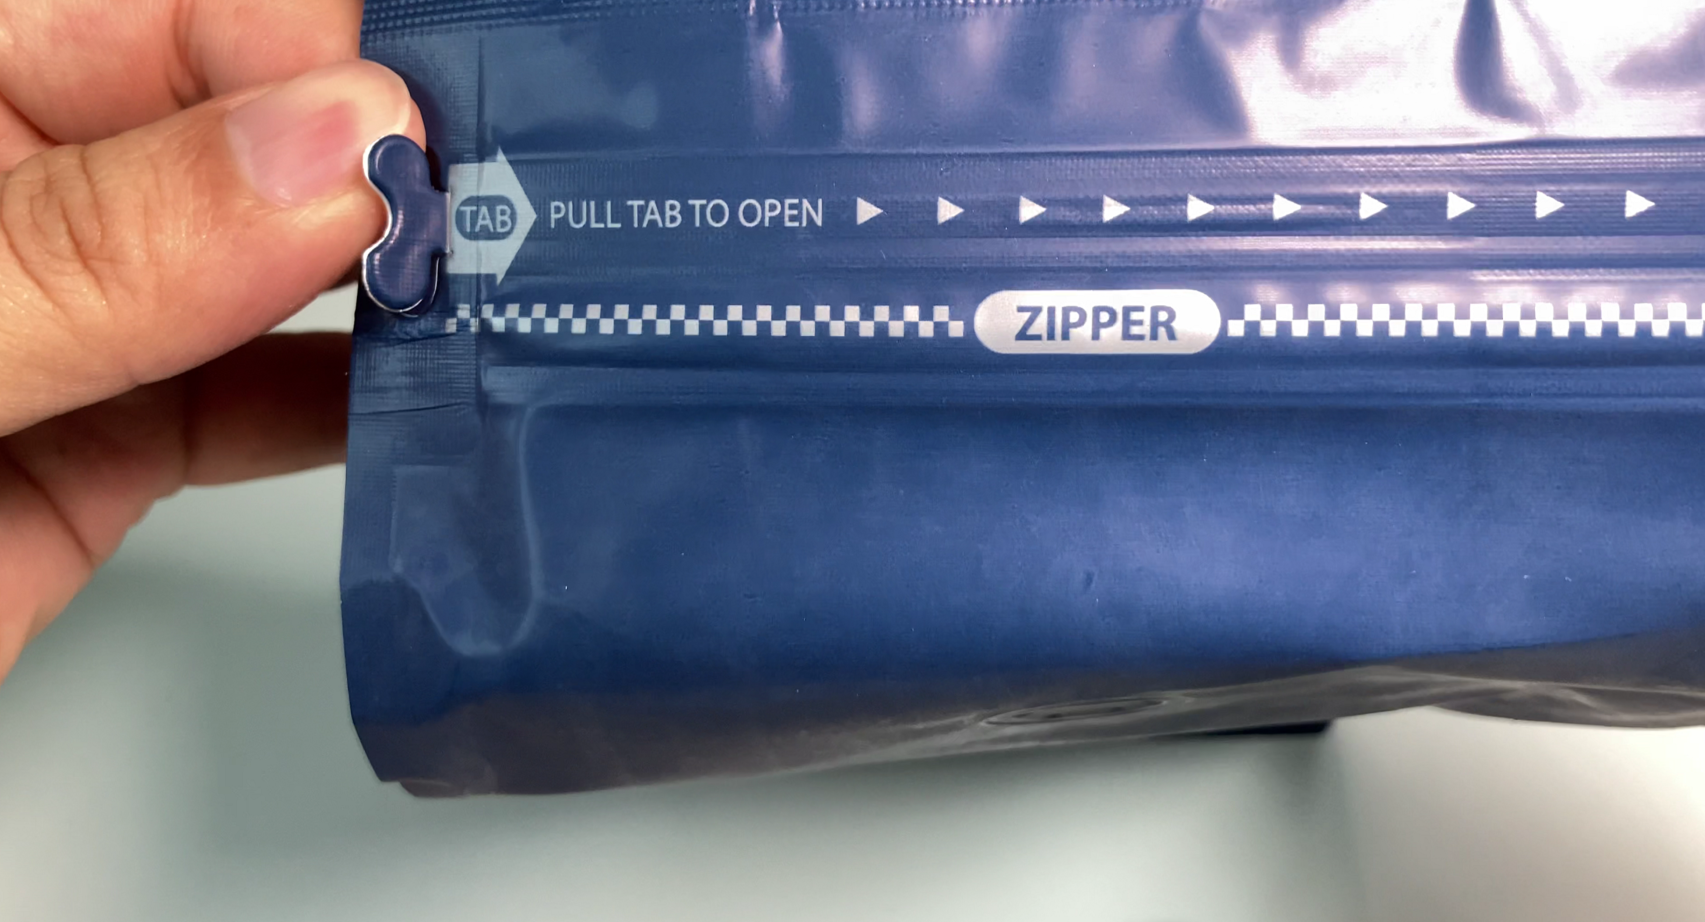 TAB PULL TAB TO OPEN
ZIPPER